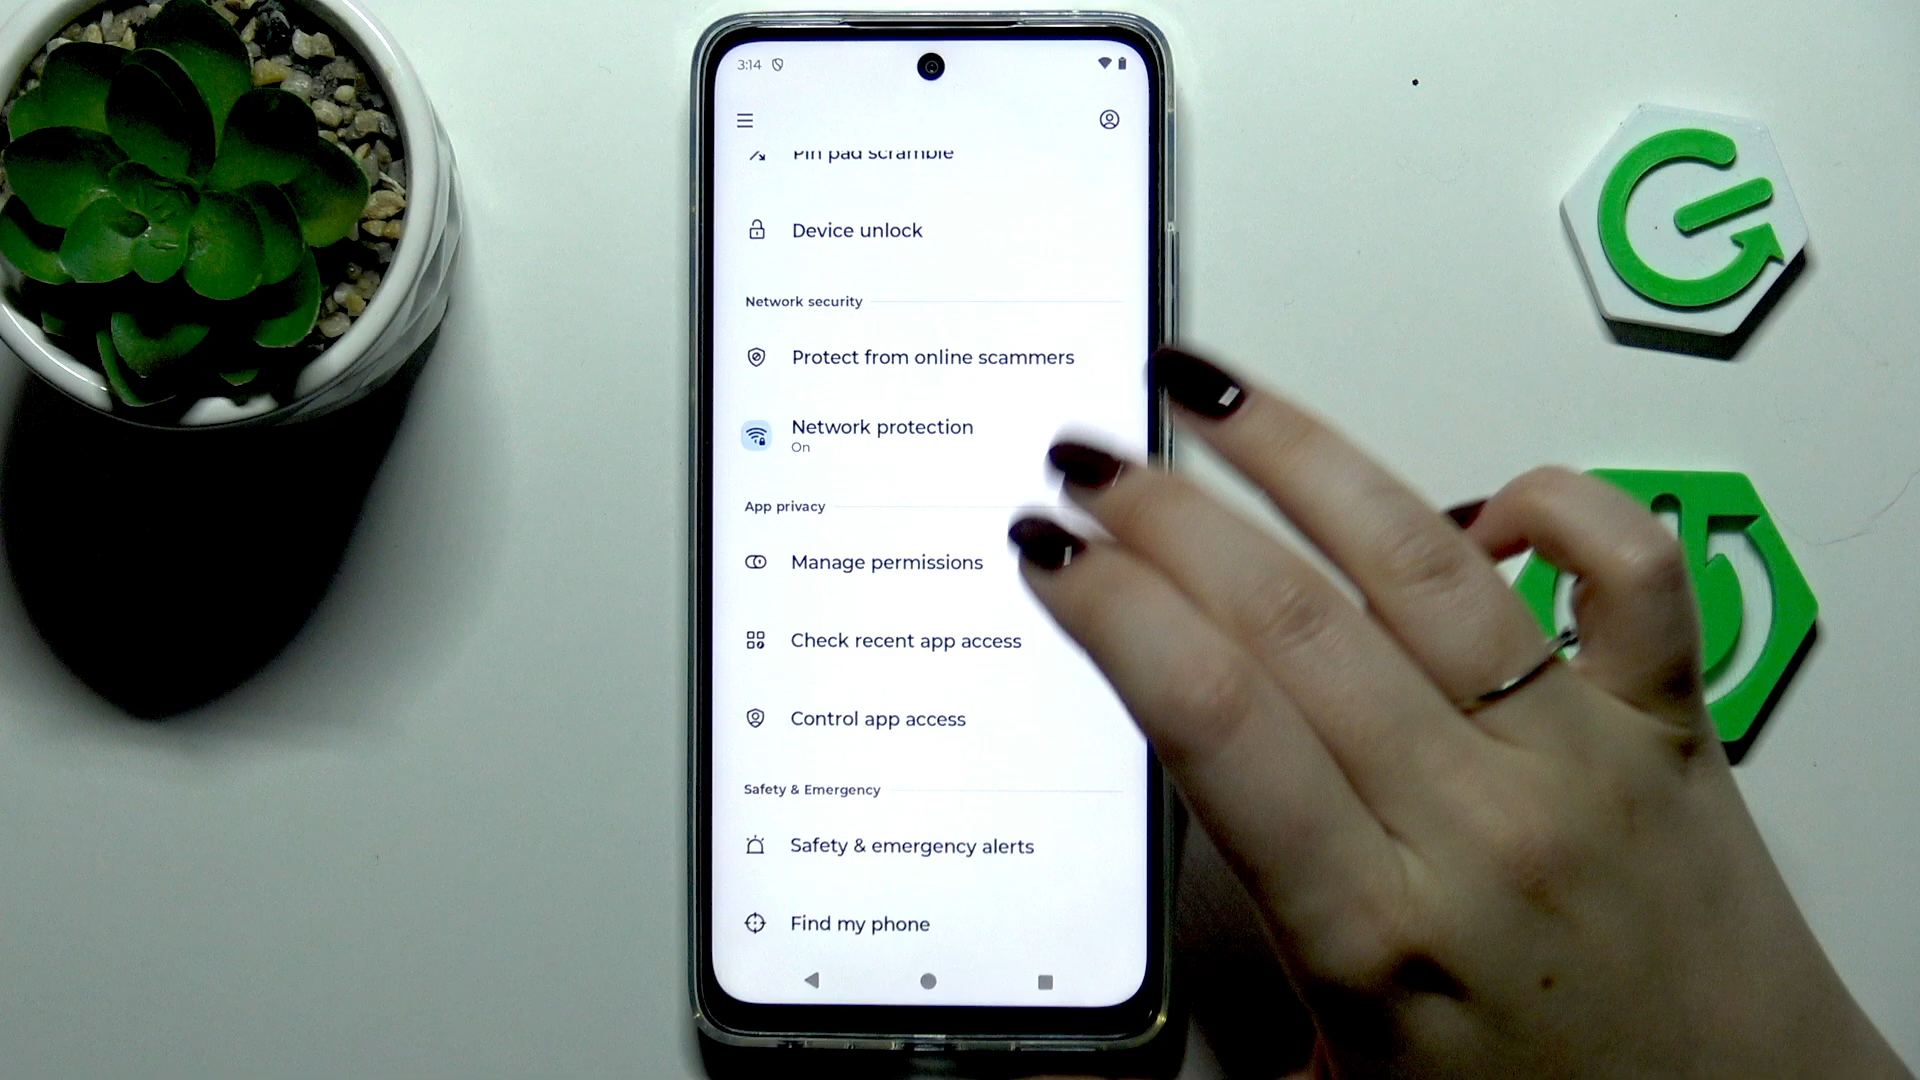 3:14
Pin pad scramble
Device unlock
Network security
Protect from online scammers
Network protection
On
App privacy
Manage permissions
Check recent app access
Control app access
Safety & Emergency
Safety & emergency alerts
Find my phone